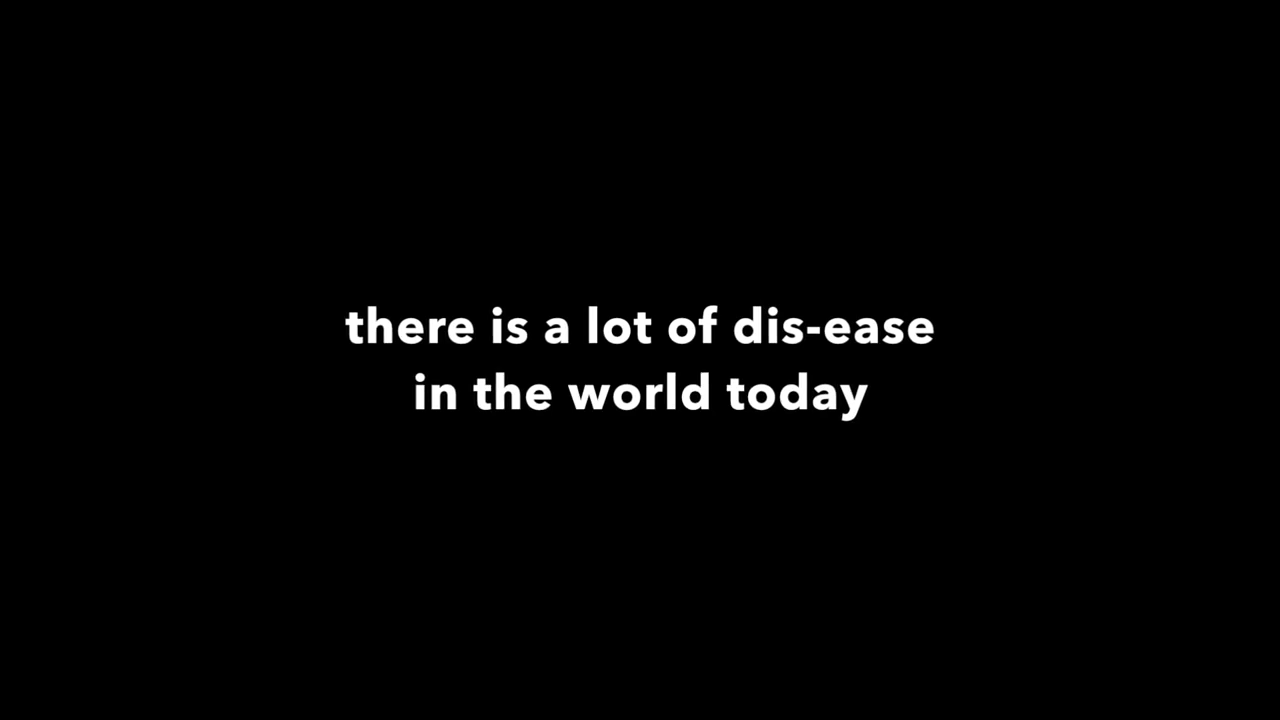 there is a lot of dis-ease
in the world today